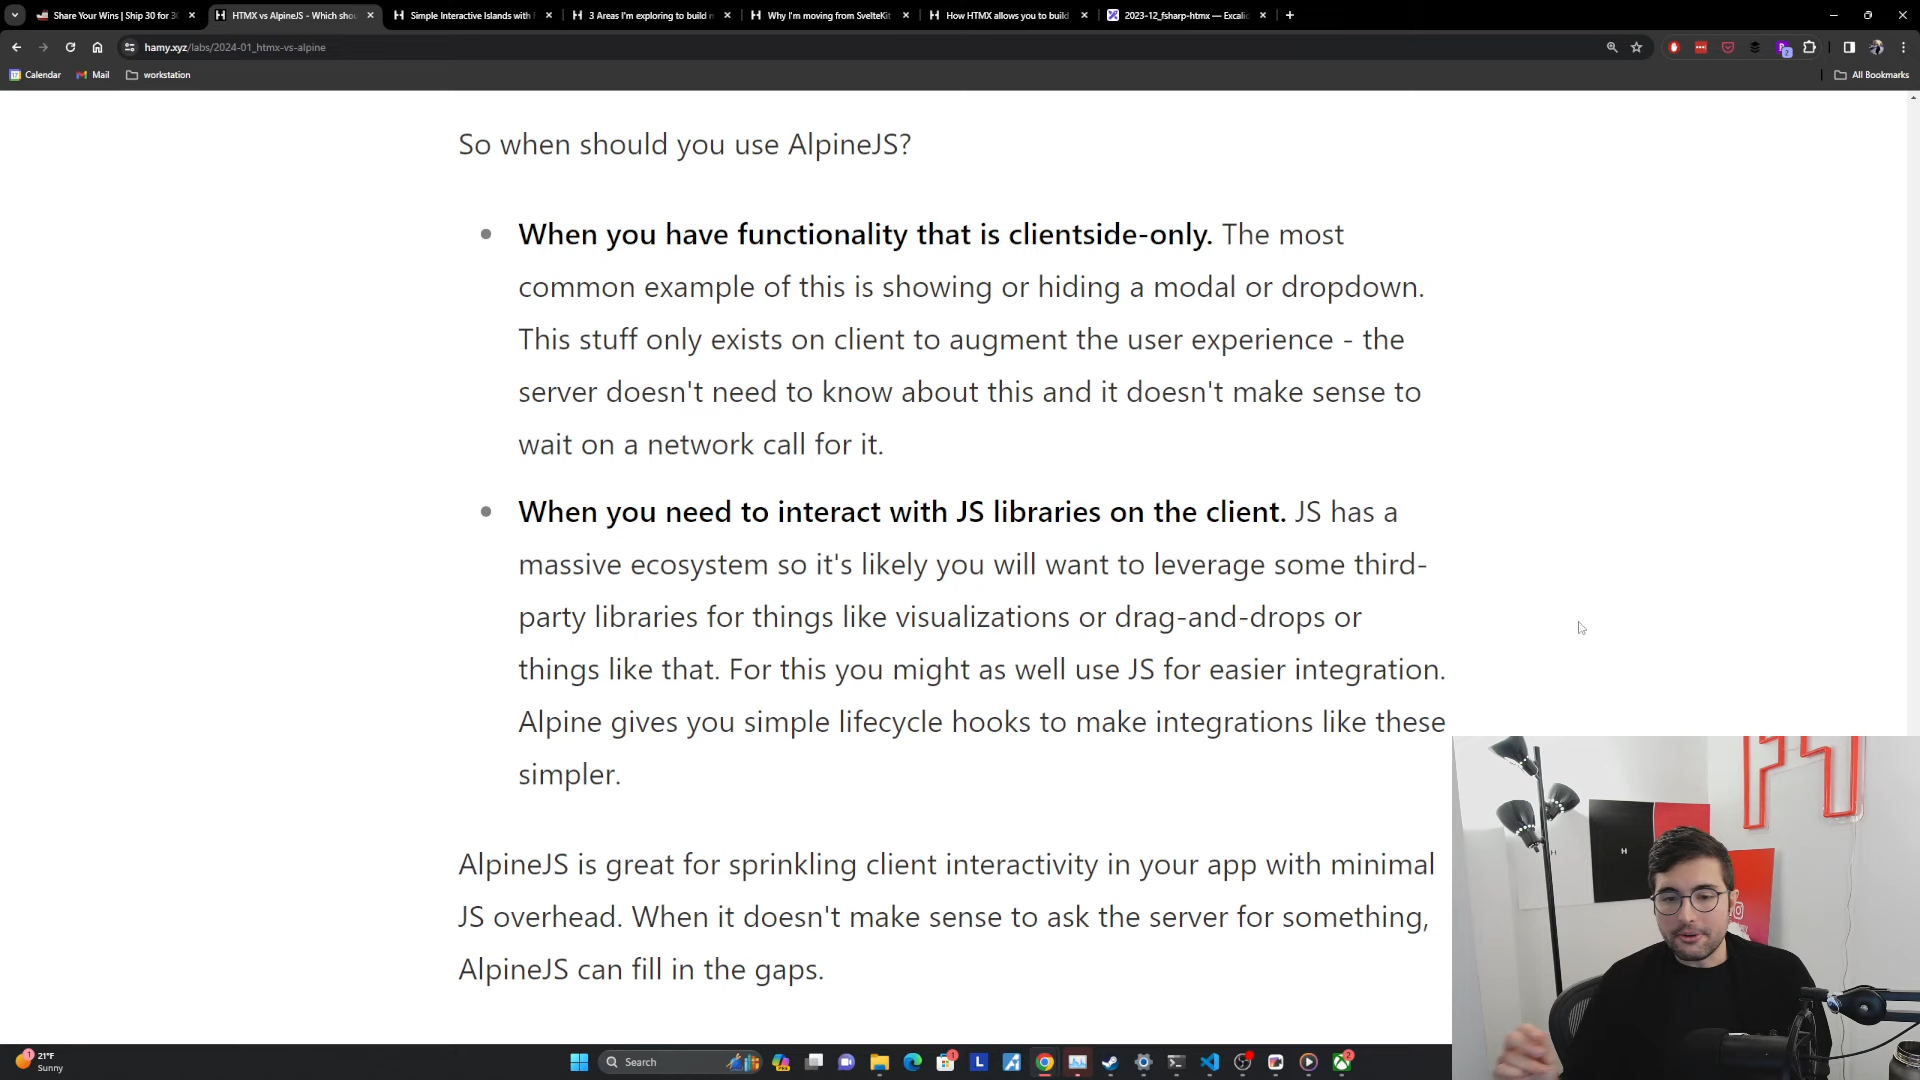 Share Your Wins | Ship 30 for 3
HTMX vs AlpineJS - Which shou
Simple Interactive Islands with
3 Areas I'm exploring to build
Why I'm moving from SvelteKit
How HTMX allows you to build
2023-12_fsharp-htmx — Excali
hamy.xyz/labs/2024-01_htmx-vs-alpine
Calendar
Mail
workstation
All Bookmarks
So when should you use AlpineJS?
When you have functionality that is clientside-only. The most
common example of this is showing or hiding a modal or dropdown.
This stuff only exists on client to augment the user experience - the
server doesn't need to know about this and it doesn't make sense to
wait on a network call for it.
When you need to interact with JS libraries on the client. JS has a
massive ecosystem so it's likely you will want to leverage some third-
party libraries for things like visualizations or drag-and-drops or
things like that. For this you might as well use JS for easier integration.
Alpine gives you simple lifecycle hooks to make integrations like these
simpler.
AlpineJS is great for sprinkling client interactivity in your app with minimal
JS overhead. When it doesn't make sense to ask the server for something,
AlpineJS can fill in the gaps.
21°F
Sunny
Search